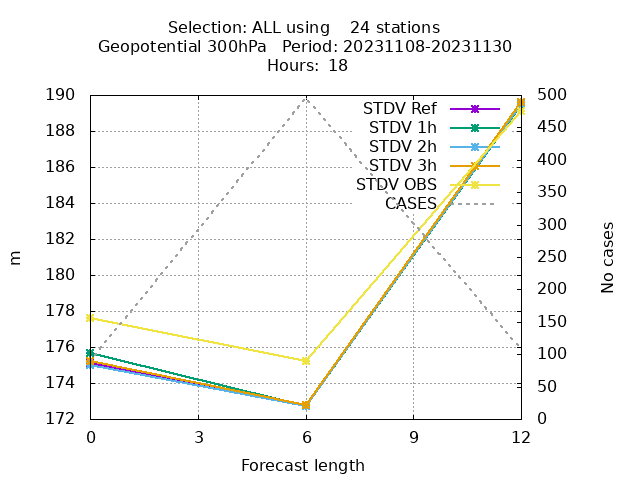 Selection: ALL using    24 stations
Geopotential 300hPa   Period: 20231108-20231130
Hours:  18
190
188
186
184
182
180
178
176
174
172
m
500
450
400
350
300
250
200
150
100
50
0
No cases
STDV Ref
STDV 1h
STDV 2h
STDV 3h
STDV OBS
CASES
0 3 6 9 12
Forecast length